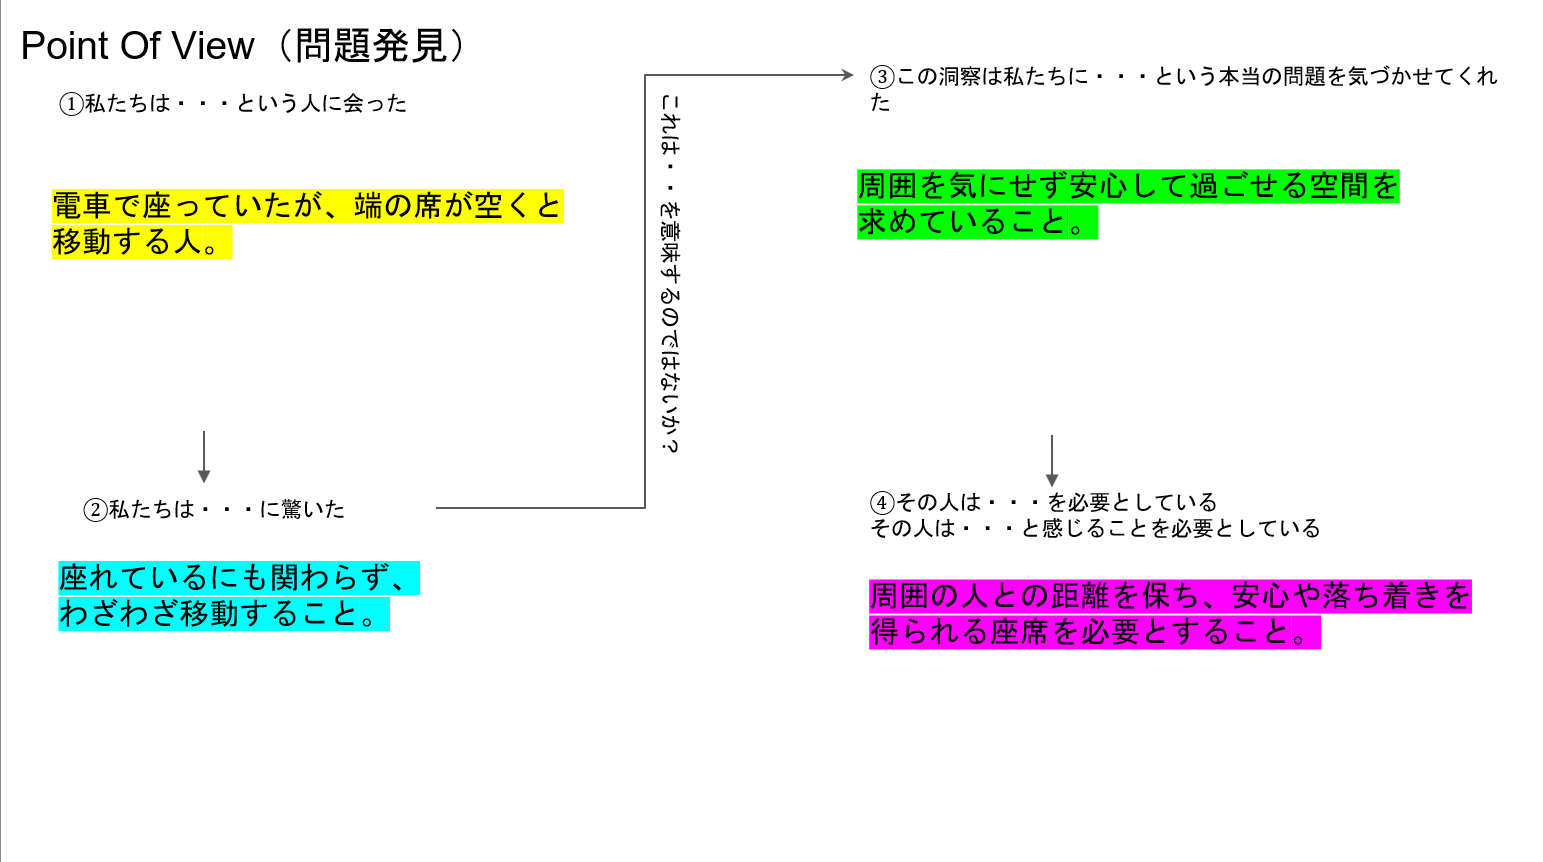 Point Of View（問題発見）
①私たちは・・・という人に会った
電車で座っていたが、端の席が空くと
移動する人。
②私たちは・・・に驚いた
座れているにも関わらず、
わざわざ移動すること。
これは・・を意味するのではないか？
③この洞察は私たちに・・・という本当の問題を気づかせてくれ
た
周囲を気にせず安心して過ごせる空間を
求めていること。
④その人は・・・を必要としている
その人は・・・と感じることを必要としている
周囲の人との距離を保ち、安心や落ち着きを
得られる座席を必要とすること。